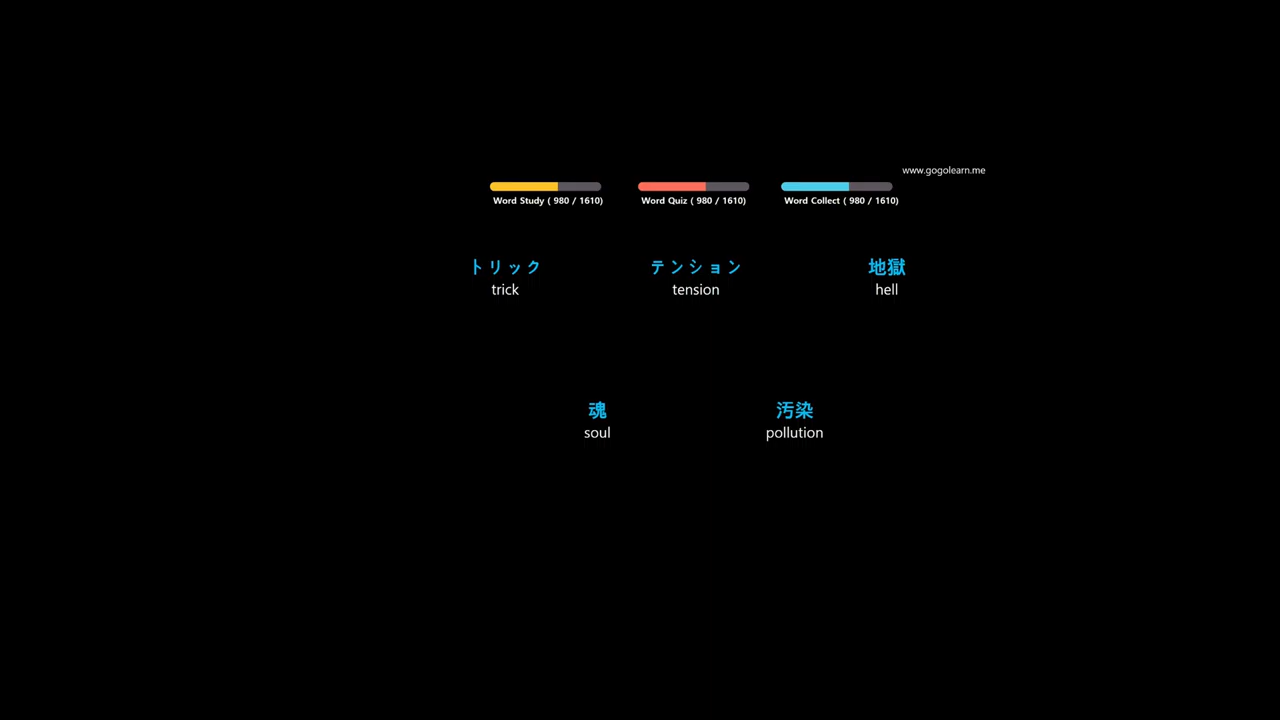 www.gogolearn.me
Word Study ( 980 / 1610)
Word Quiz ( 980 / 1610)
Word Collect ( 980 / 1610)
トリック
テンション
地獄
trick
tension
hell
魂
汚染
soul
pollution